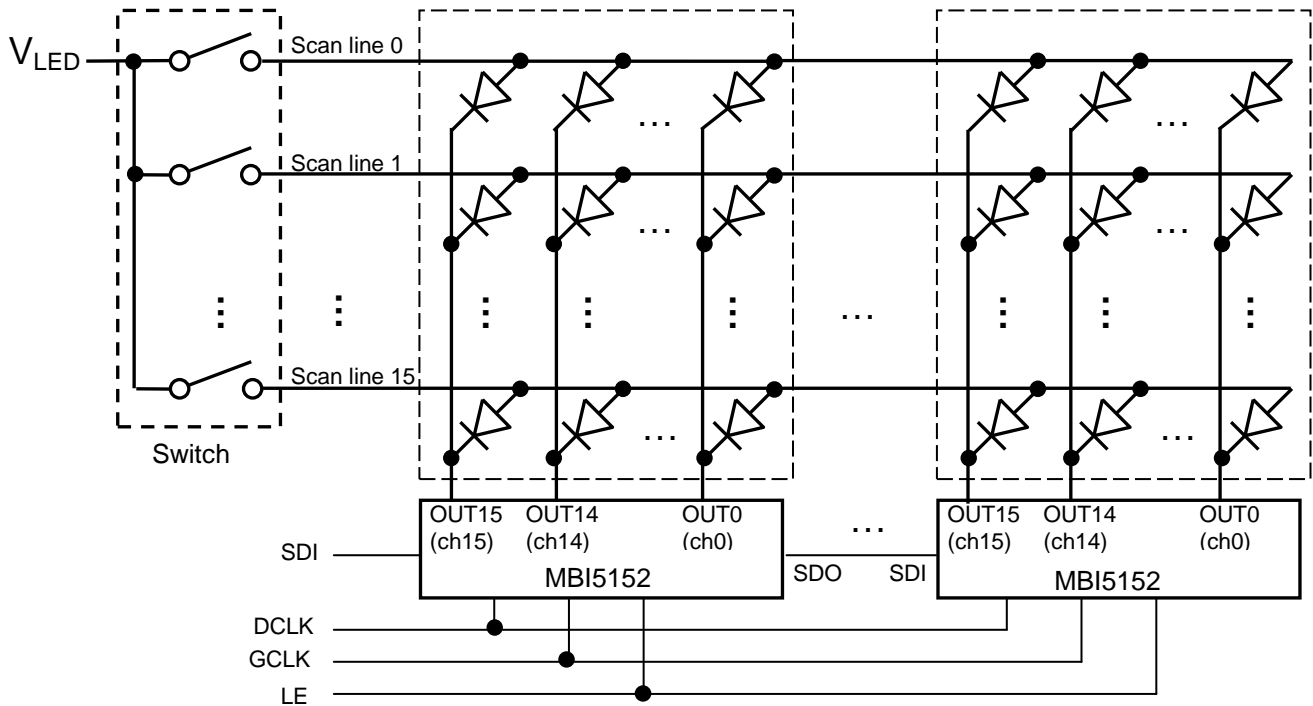 V_LED
Scan line 0
Scan line 1
Scan line 15
Switch
...
OUT15 OUT14 OUT0
(ch15) (ch14) (ch0)
MBI5152
OUT15 OUT14 OUT0
(ch15) (ch14) (ch0)
MBI5152
SDI
SDO SDI
DCLK
GCLK
LE